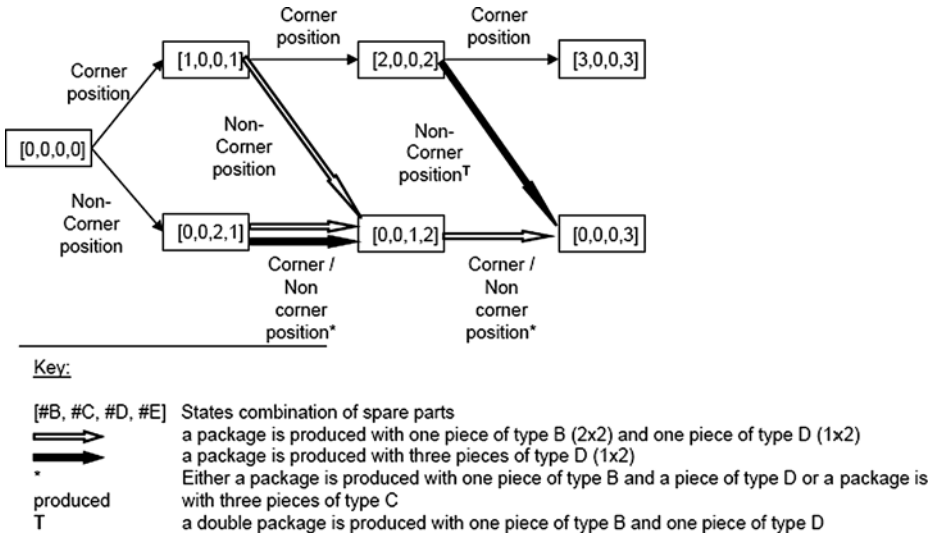 Corner
position
Corner
position
[1,0,0,1]
[2,0,0,2]
[3,0,0,3]
Corner
position
Non-
Corner
position
Non-
Corner
positionᵀ
[0,0,0,0]
Non-
Corner
position
[0,0,2,1]
[0,0,1,2]
[0,0,0,3]
Corner /
Non
corner
position*
Corner /
Non
corner
position*
Key:
[#B, #C, #D, #E] States combination of spare parts
a package is produced with one piece of type B (2x2) and one piece of type D (1x2)
a package is produced with three pieces of type D (1x2)
* Either a package is produced with one piece of type B and a piece of type D or a package is
produced with three pieces of type C
T a double package is produced with one piece of type B and one piece of type D